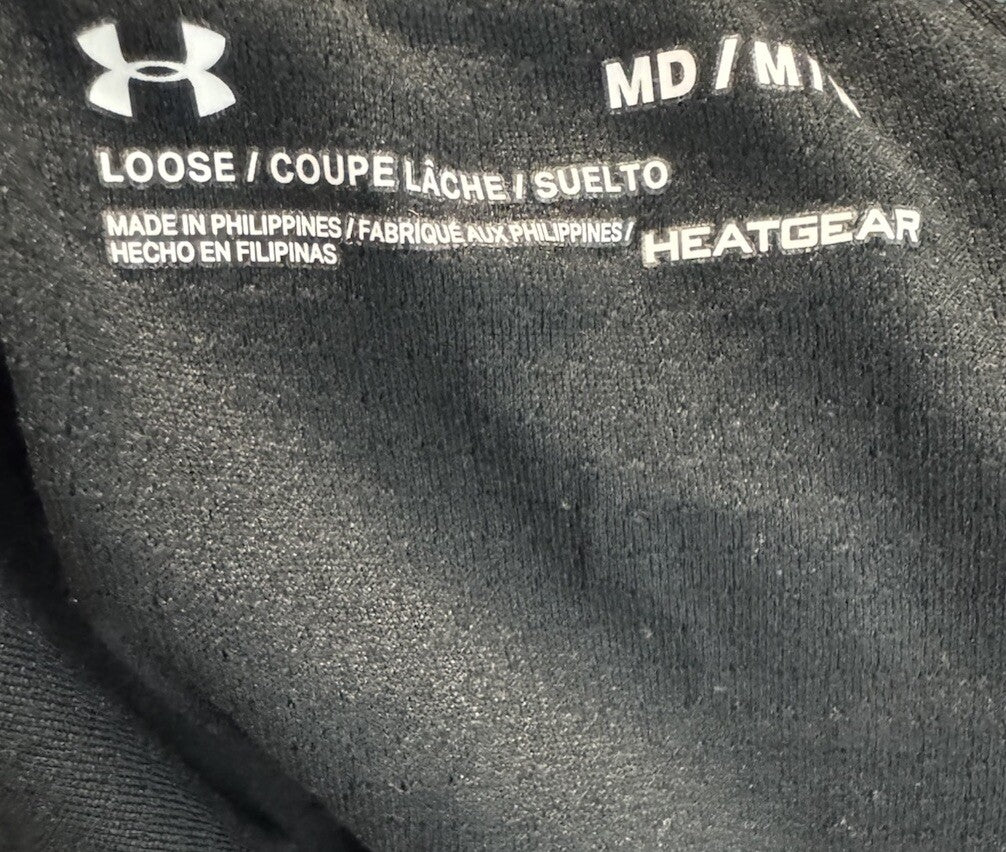 MD / M
LOOSE / COUPE LÂCHE / SUELTO
MADE IN PHILIPPINES / FABRIQUÉ AUX PHILIPPINES /
HECHO EN FILIPINAS
HEATGEAR